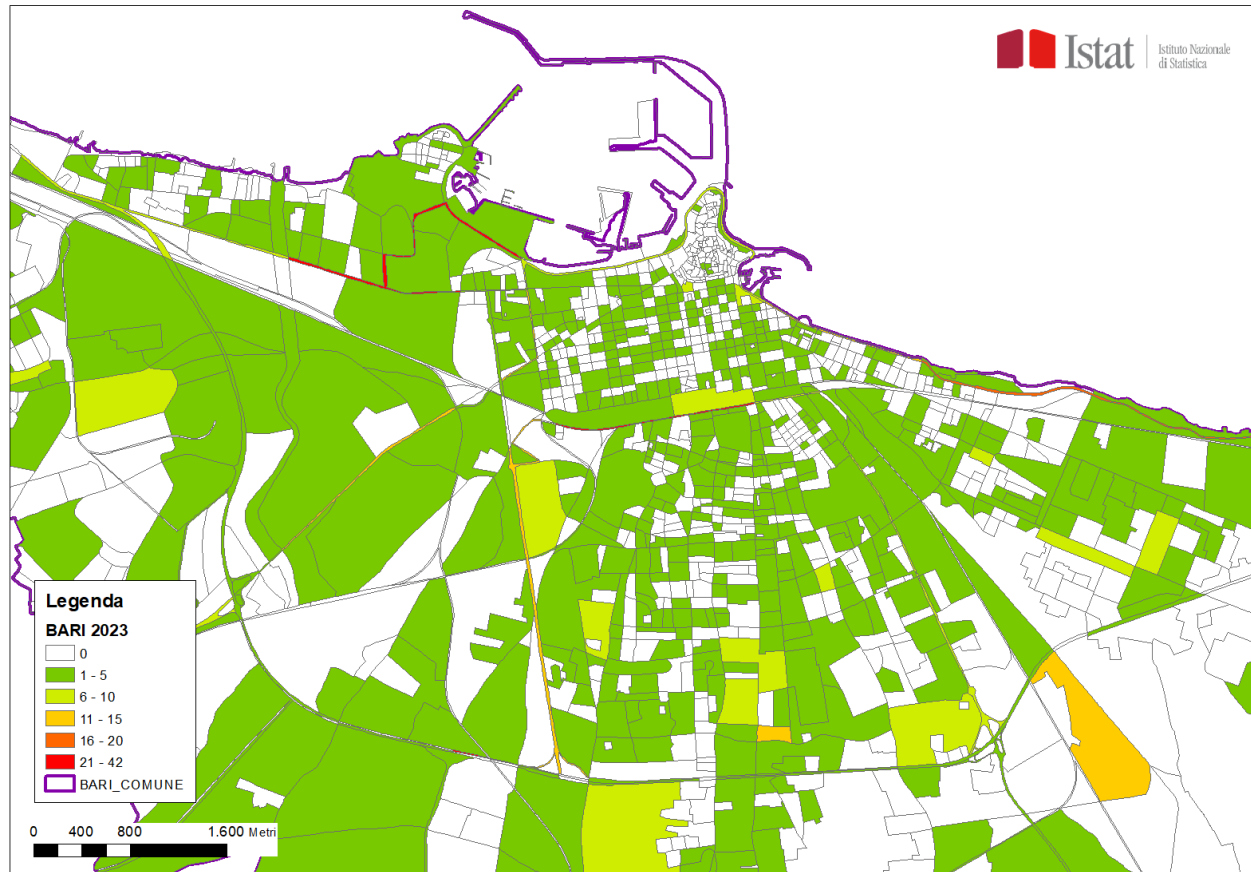 Istat
Istituto Nazionale
di Statistica
Legenda
BARI 2023
0
1 - 5
6 - 10
11 - 15
16 - 20
21 - 42
BARI_COMUNE
0 400 800 1.600 Metri